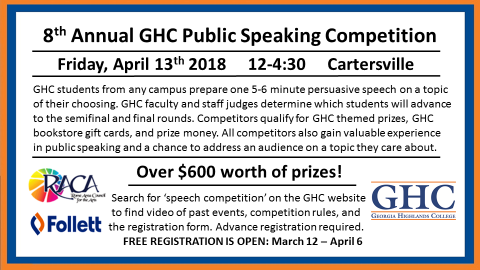 8th Annual GHC Public Speaking Competition
Friday, April 13th 2018 12-4:30 Cartersville
GHC students from any campus prepare one 5-6 minute persuasive speech on a topic
of their choosing. GHC faculty and staff judges determine which students will advance
to the semifinal and final rounds. Competitors qualify for GHC themed prizes, GHC
bookstore gift cards, and prize money. All competitors also gain valuable experience
in public speaking and a chance to address an audience on a topic they care about.
Over $600 worth of prizes!
RACA
Rome Area Council
for the Arts
Follett
Search for ‘speech competition’ on the GHC website
to find video of past events, competition rules, and
the registration form. Advance registration required.
FREE REGISTRATION IS OPEN: March 12 – April 6
GHC
GEORGIA HIGHLANDS COLLEGE